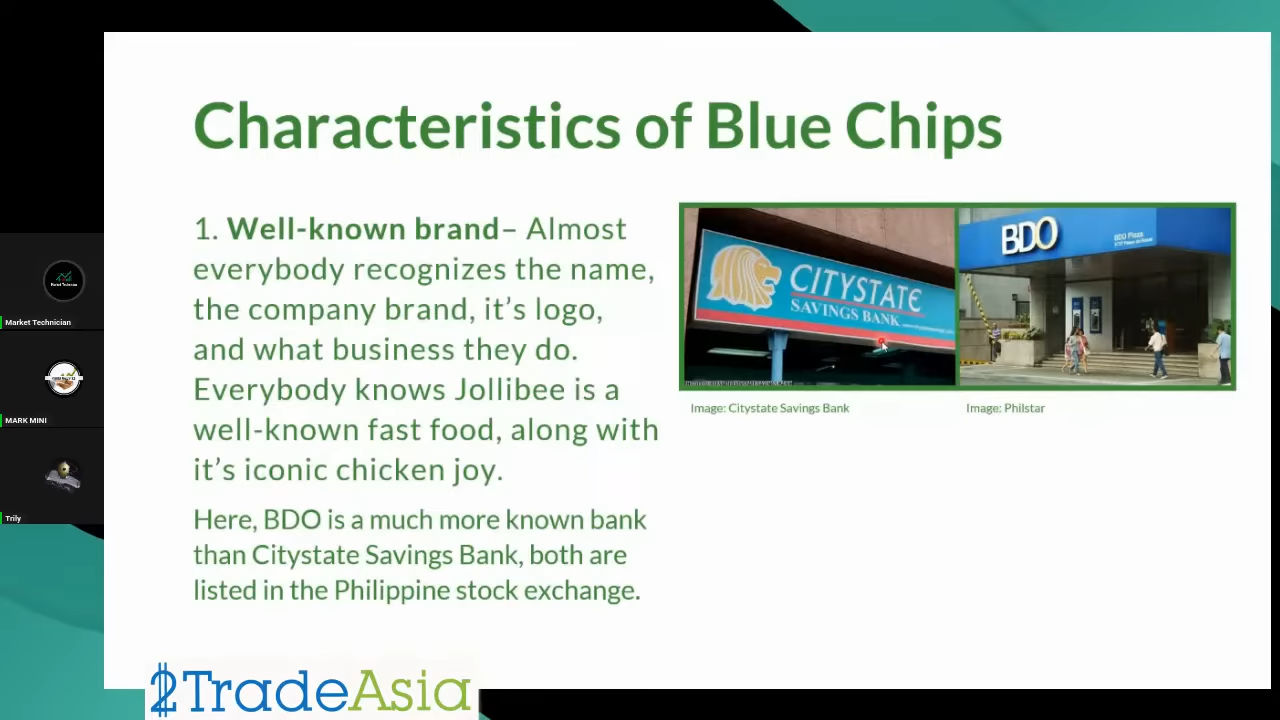 Characteristics of Blue Chips
1. Well-known brand– Almost
everybody recognizes the name,
the company brand, it's logo,
and what business they do.
Everybody knows Jollibee is a
well-known fast food, along with
it's iconic chicken joy.
Here, BDO is a much more known bank
than Citystate Savings Bank, both are
listed in the Philippine stock exchange.
CITYSTATE
SAVINGS BANK
BDO
BDO Plaza
Image: Citystate Savings Bank
Image: Philstar
Market Technician
MARK MINI
Trily
2TradeAsia